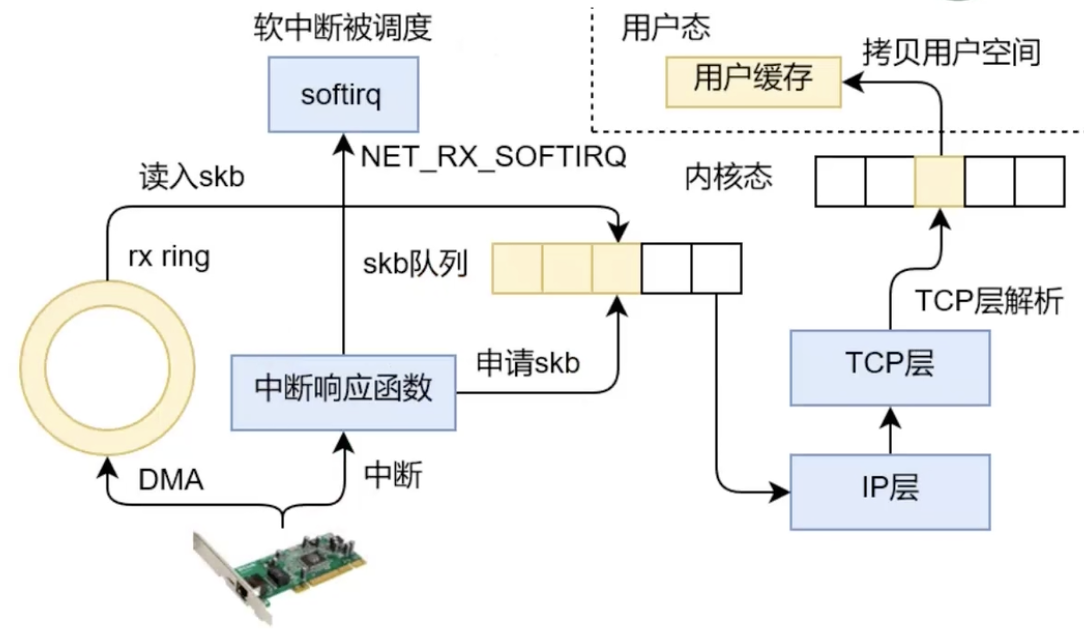 软中断被调度
softirq
用户态
用户缓存
拷贝用户空间
NET_RX_SOFTIRQ
读入skb
内核态
rx ring
skb队列
TCP层解析
申请skb
TCP层
中断响应函数
DMA
中断
IP层